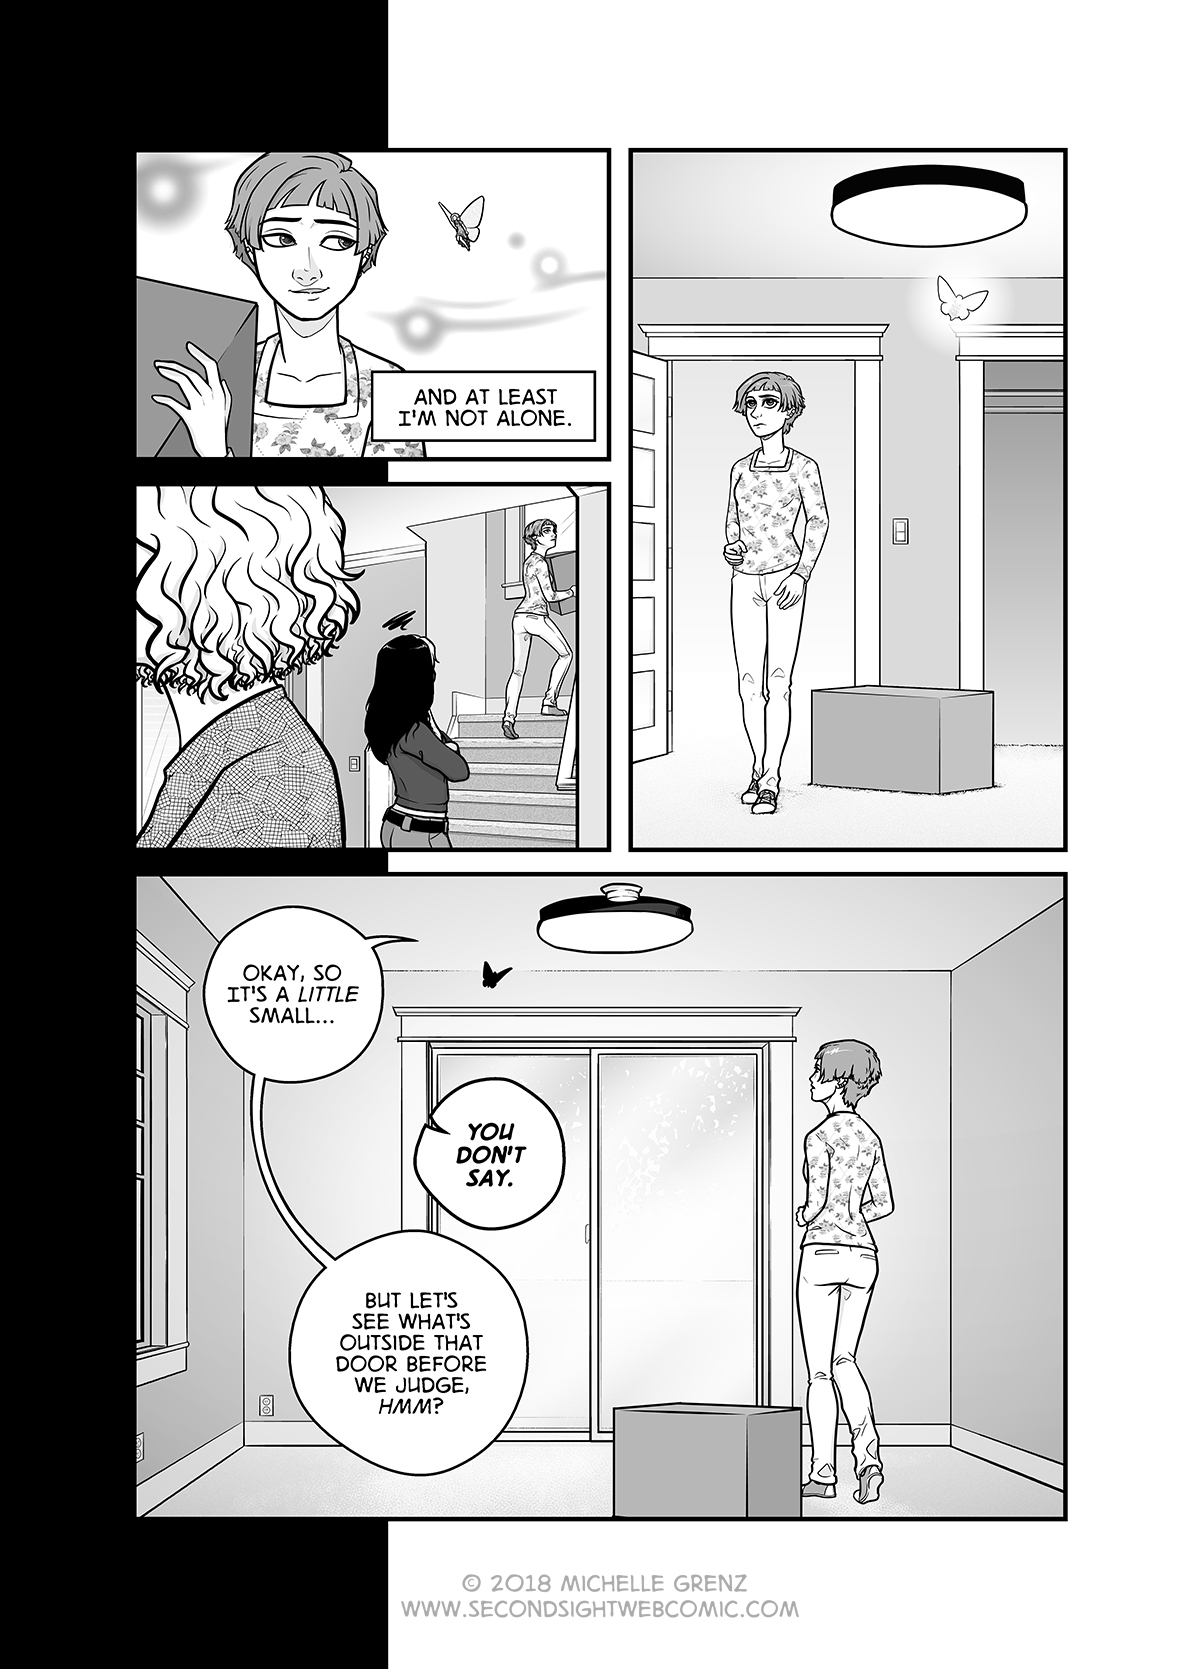 AND AT LEAST
I'M NOT ALONE.
OKAY, SO
IT'S A LITTLE
SMALL...
YOU
DON'T
SAY.
BUT LET'S
SEE WHAT'S
OUTSIDE THAT
DOOR BEFORE
WE JUDGE,
HMM?
© 2018 MICHELLE GRENZ
WWW.SECONDSIGHTWEBCOMIC.COM